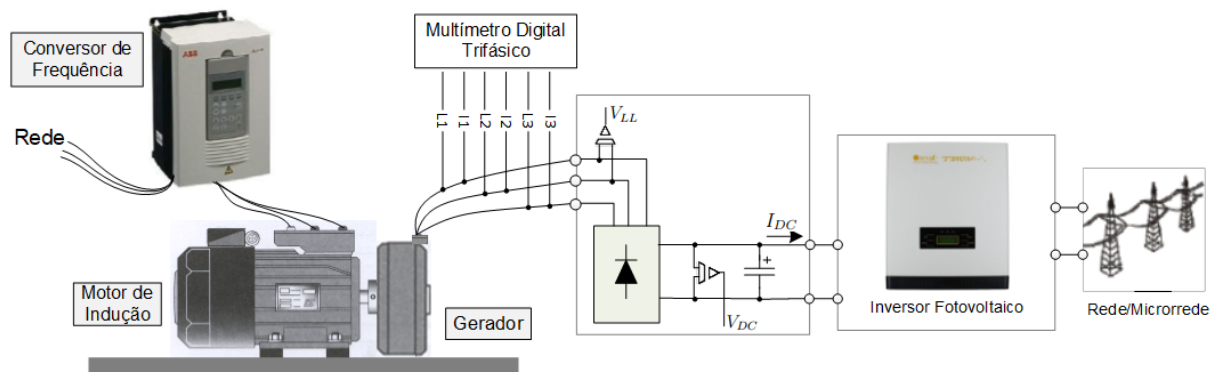 Conversor de
Frequência
ABB
Rede
Motor de
Indução
Gerador
Multímetro Digital
Trifásico
L1
I1
L2
I2
L3
I3
V_LL
I_DC
+
V_DC
Inversor Fotovoltaico
Rede/Microrrede